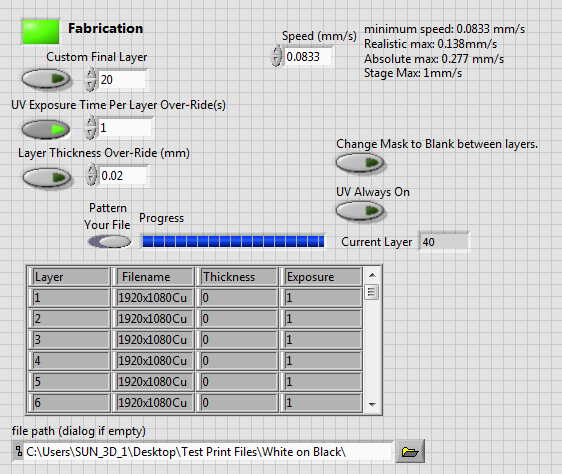 Fabrication
Speed (mm/s)
0.0833
minimum speed: 0.0833 mm/s
Realistic max: 0.138mm/s
Absolute max: 0.277 mm/s
Stage Max: 1mm/s
Custom Final Layer
20
UV Exposure Time Per Layer Over-Ride(s)
1
Layer Thickness Over-Ride (mm)
0.02
Change Mask to Blank between layers.
UV Always On
Pattern
Your File
Progress
Current Layer 40
Layer Filename Thickness Exposure
1 1920x1080Cu 0 1
2 1920x1080Cu 0 1
3 1920x1080Cu 0 1
4 1920x1080Cu 0 1
5 1920x1080Cu 0 1
6 1920x1080Cu 0 1
file path (dialog if empty)
C:\Users\SUN_3D_1\Desktop\Test Print Files\White on Black\